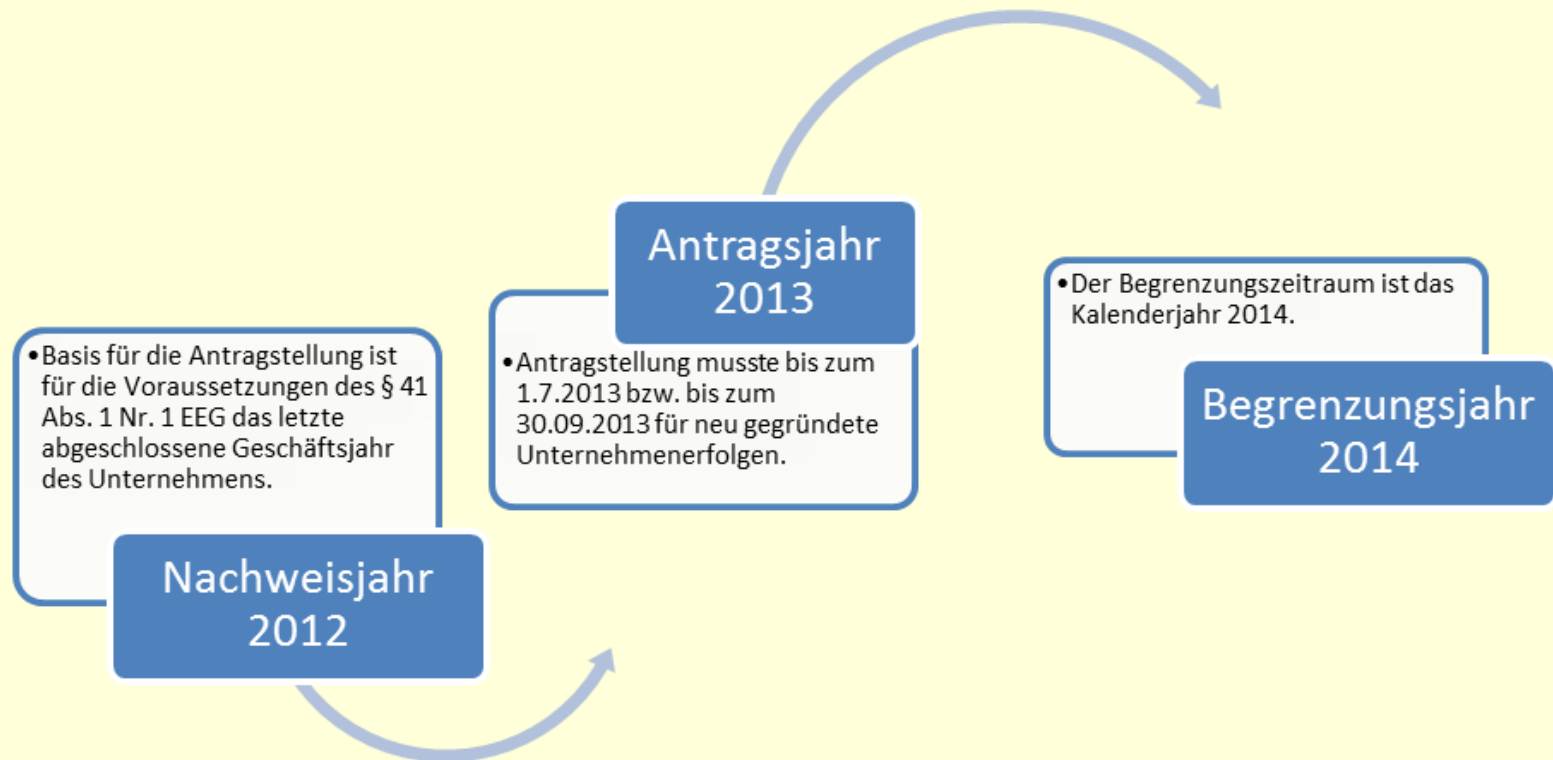 •Basis für die Antragstellung ist
für die Voraussetzungen des § 41
Abs. 1 Nr. 1 EEG das letzte
abgeschlossene Geschäftsjahr
des Unternehmens.
Nachweisjahr
2012
Antragsjahr
2013
•Antragstellung musste bis zum
1.7.2013 bzw. bis zum
30.09.2013 für neu gegründete
Unternehmenerfolgen.
•Der Begrenzungszeitraum ist das
Kalenderjahr 2014.
Begrenzungsjahr
2014